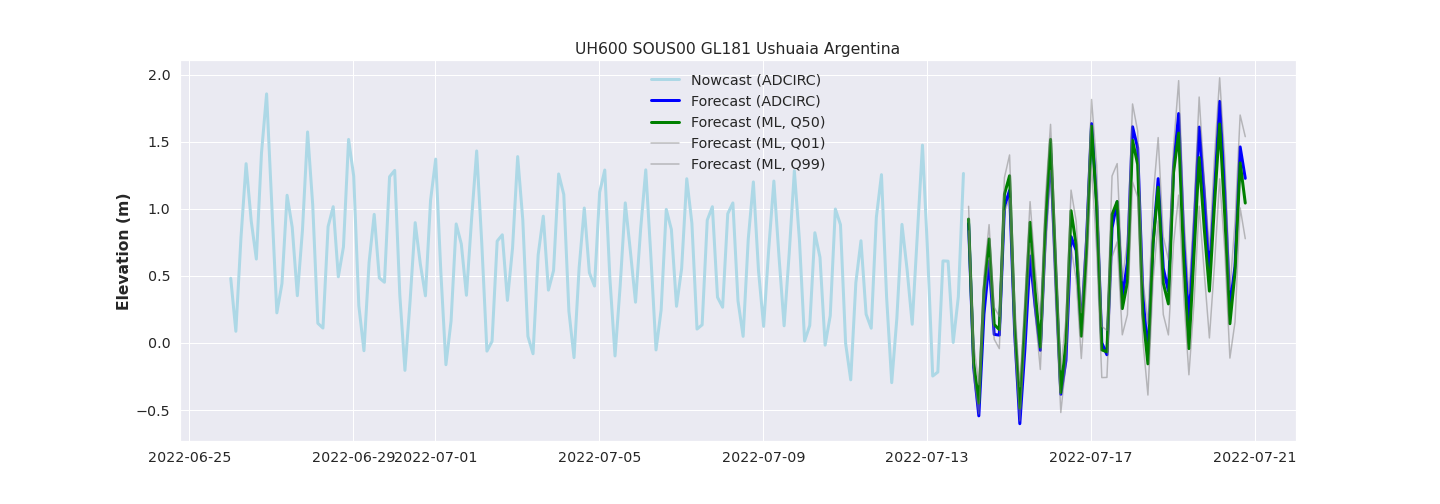 UH600 SOUS00 GL181 Ushuaia Argentina
Nowcast (ADCIRC)
Forecast (ADCIRC)
Forecast (ML, Q50)
Forecast (ML, Q01)
Forecast (ML, Q99)
Elevation (m)
2.0
1.5
1.0
0.5
0.0
−0.5
2022-06-25 2022-06-29 2022-07-01 2022-07-05 2022-07-09 2022-07-13 2022-07-17 2022-07-21